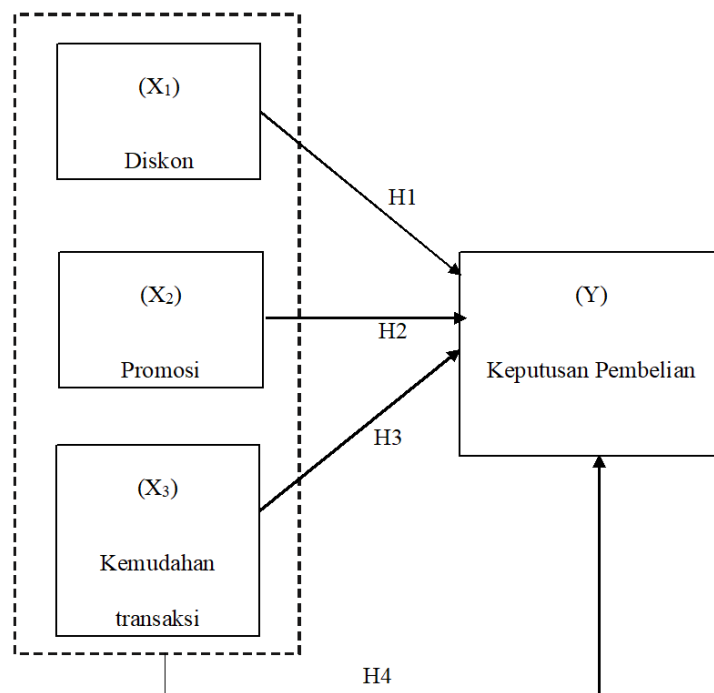 (X₁)
Diskon
H1
(X₂)
Promosi
H2
(Y)
Keputusan Pembelian
H3
(X₃)
Kemudahan
transaksi
H4